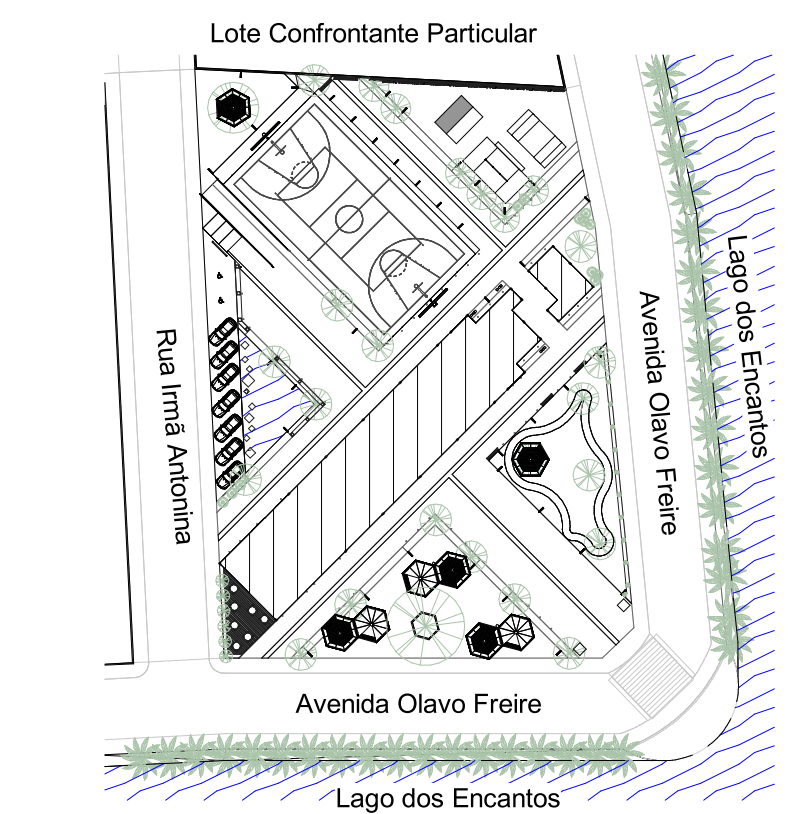 Lote Confrontante Particular
Lago dos Encantos
Avenida Olavo Freire
Rua Irmã Antonina
Avenida Olavo Freire
Lago dos Encantos